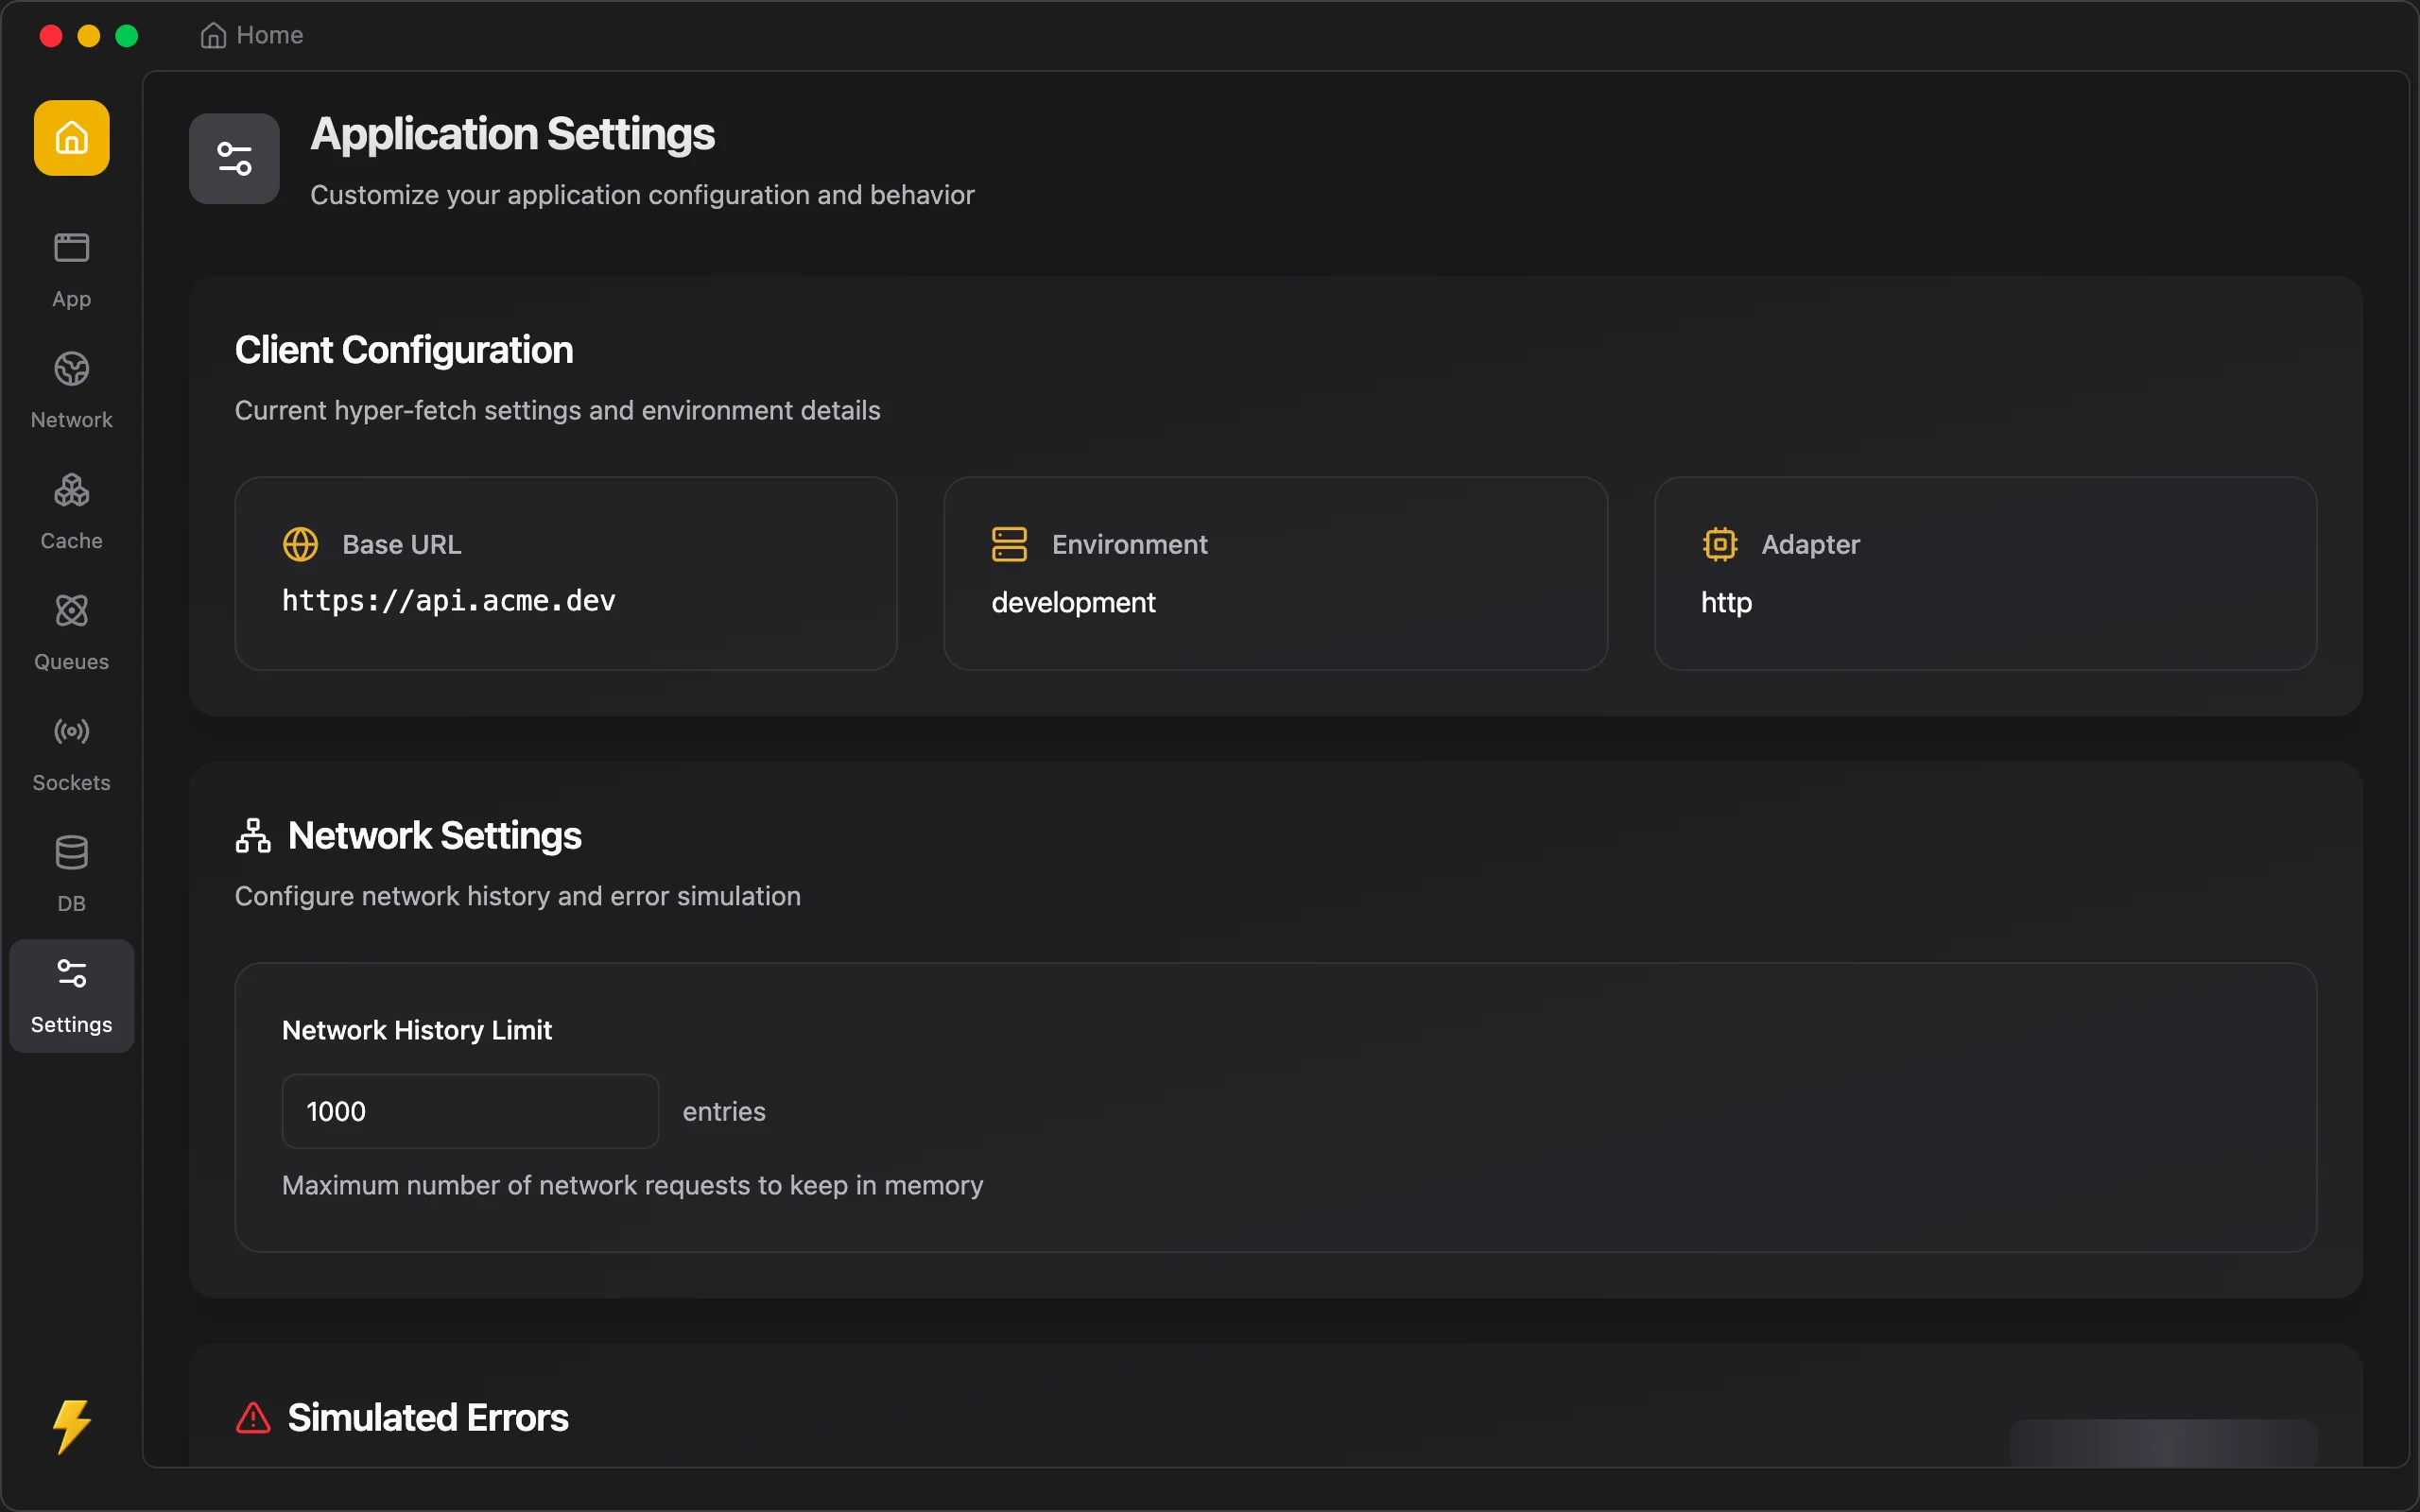 Home
Application Settings
Customize your application configuration and behavior
App
Network
Cache
Queues
Sockets
DB
Settings
Client Configuration
Current hyper-fetch settings and environment details
Base URL
https://api.acme.dev
Environment
development
Adapter
http
Network Settings
Configure network history and error simulation
Network History Limit
1000 entries
Maximum number of network requests to keep in memory
Simulated Errors